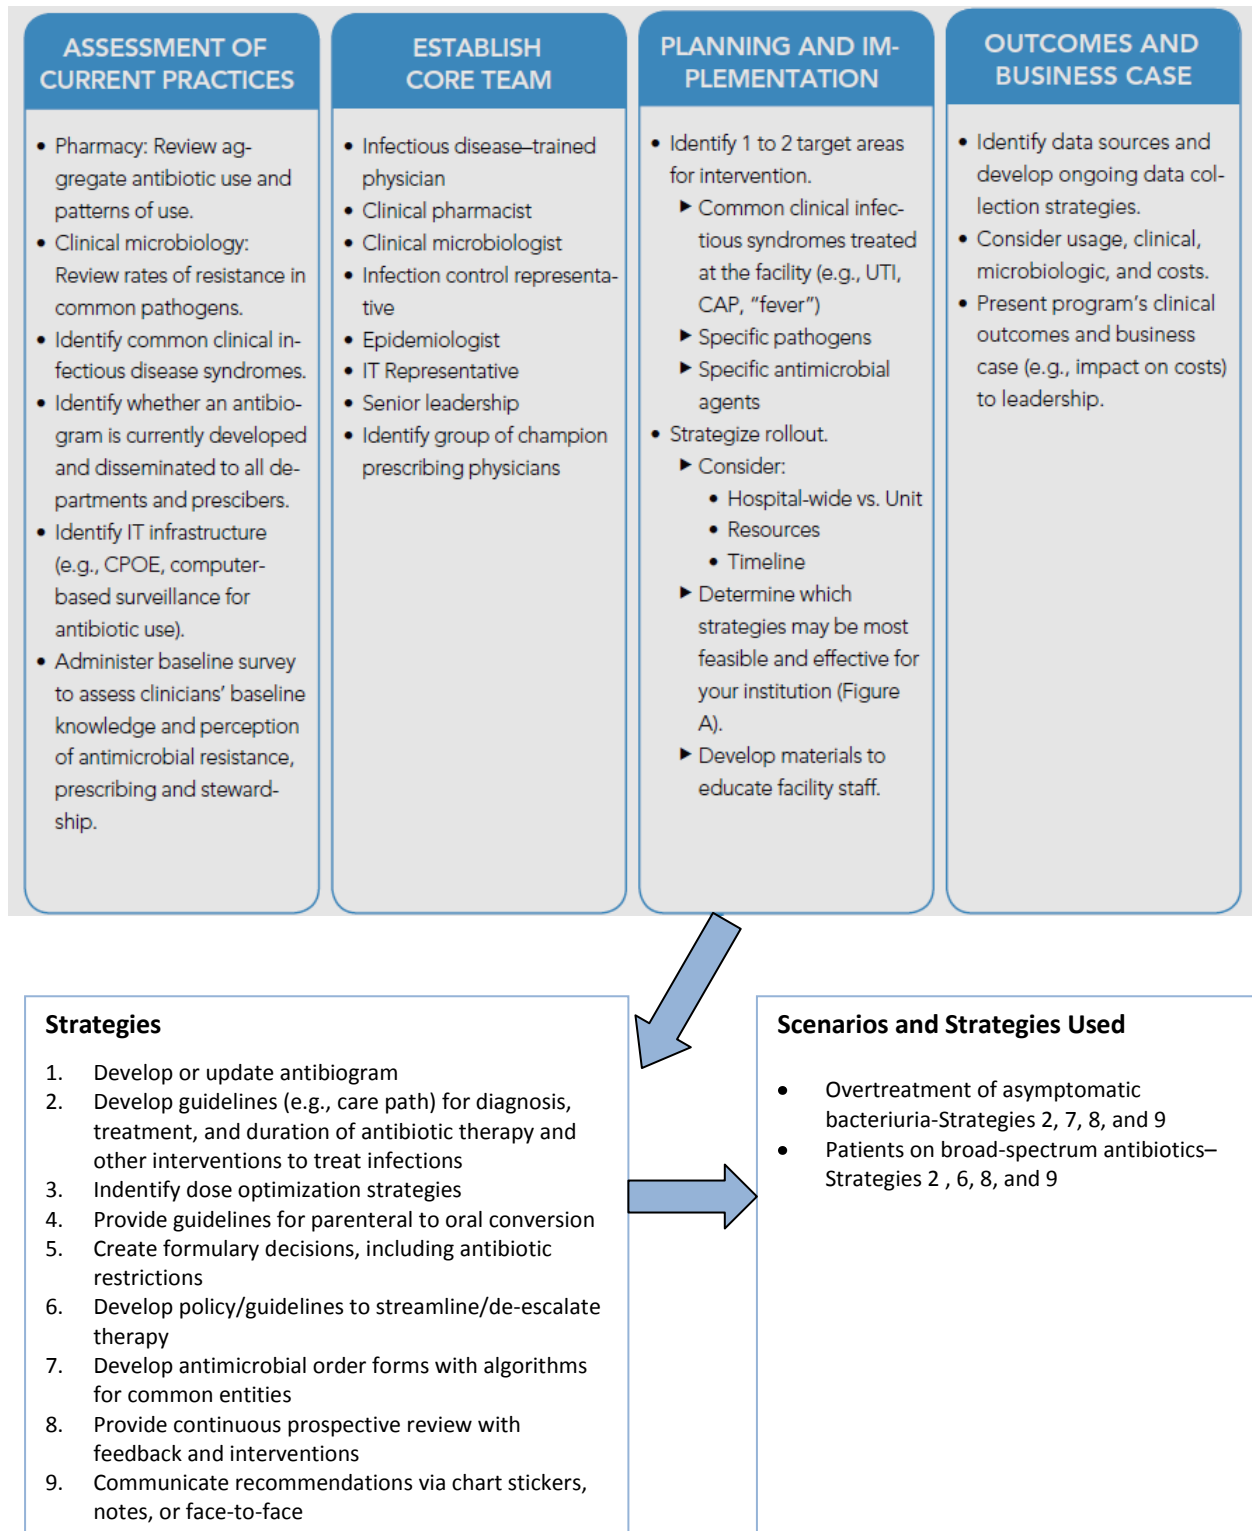 ASSESSMENT OF
CURRENT PRACTICES
• Pharmacy: Review ag-
gregate antibiotic use and
patterns of use.
• Clinical microbiology:
Review rates of resistance in
common pathogens.
• Identify common clinical in-
fectious disease syndromes.
• Identify whether an antibio-
gram is currently developed
and disseminated to all de-
partments and prescibers.
• Identify IT infrastructure
(e.g., CPOE, computer-
based surveillance for
antibiotic use).
• Administer baseline survey
to assess clinicians’ baseline
knowledge and perception
of antimicrobial resistance,
prescribing and steward-
ship.
ESTABLISH
CORE TEAM
• Infectious disease–trained
physician
• Clinical pharmacist
• Clinical microbiologist
• Infection control representa-
tive
• Epidemiologist
• IT Representative
• Senior leadership
• Identify group of champion
prescribing physicians
PLANNING AND IM-
PLEMENTATION
• Identify 1 to 2 target areas
for intervention.
► Common clinical infec-
tious syndromes treated
at the facility (e.g., UTI,
CAP, “fever”)
► Specific pathogens
► Specific antimicrobial
agents
• Strategize rollout.
► Consider:
• Hospital-wide vs. Unit
• Resources
• Timeline
► Determine which
strategies may be most
feasible and effective for
your institution (Figure
A).
► Develop materials to
educate facility staff.
OUTCOMES AND
BUSINESS CASE
• Identify data sources and
develop ongoing data col-
lection strategies.
• Consider usage, clinical,
microbiologic, and costs.
• Present program’s clinical
outcomes and business
case (e.g., impact on costs)
to leadership.
Strategies
1. Develop or update antibiogram
2. Develop guidelines (e.g., care path) for diagnosis,
treatment, and duration of antibiotic therapy and
other interventions to treat infections
3. Indentify dose optimization strategies
4. Provide guidelines for parenteral to oral conversion
5. Create formulary decisions, including antibiotic
restrictions
6. Develop policy/guidelines to streamline/de-escalate
therapy
7. Develop antimicrobial order forms with algorithms
for common entities
8. Provide continuous prospective review with
feedback and interventions
9. Communicate recommendations via chart stickers,
notes, or face-to-face
Scenarios and Strategies Used
• Overtreatment of asymptomatic
bacteriuria-Strategies 2, 7, 8, and 9
• Patients on broad-spectrum antibiotics–
Strategies 2 , 6, 8, and 9